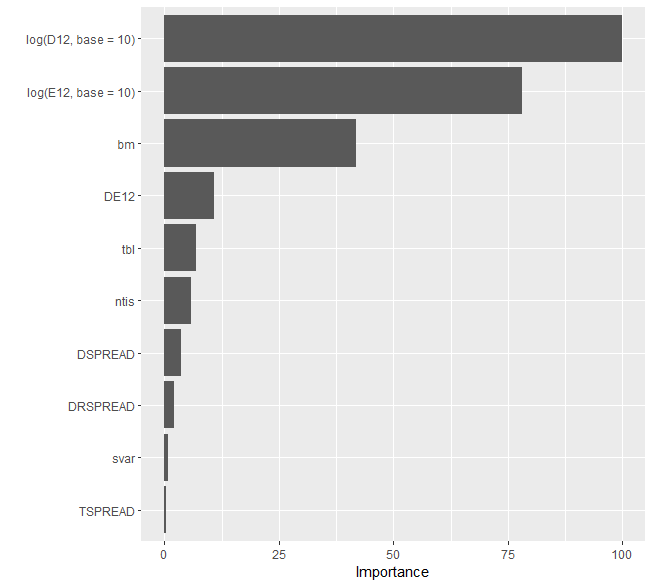 log(D12, base = 10)
log(E12, base = 10)
bm
DE12
tbl
ntis
DSPREAD
DRSPREAD
svar
TSPREAD
0 25 50 75 100
Importance